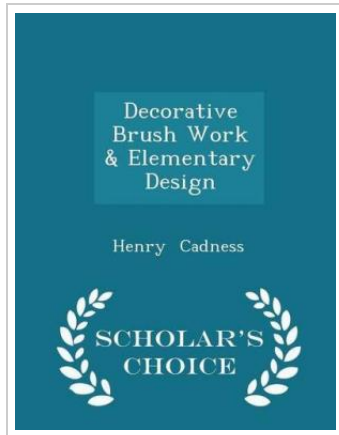 Decorative
Brush Work
& Elementary
Design
Henry Cadness
SCHOLAR'S
CHOICE